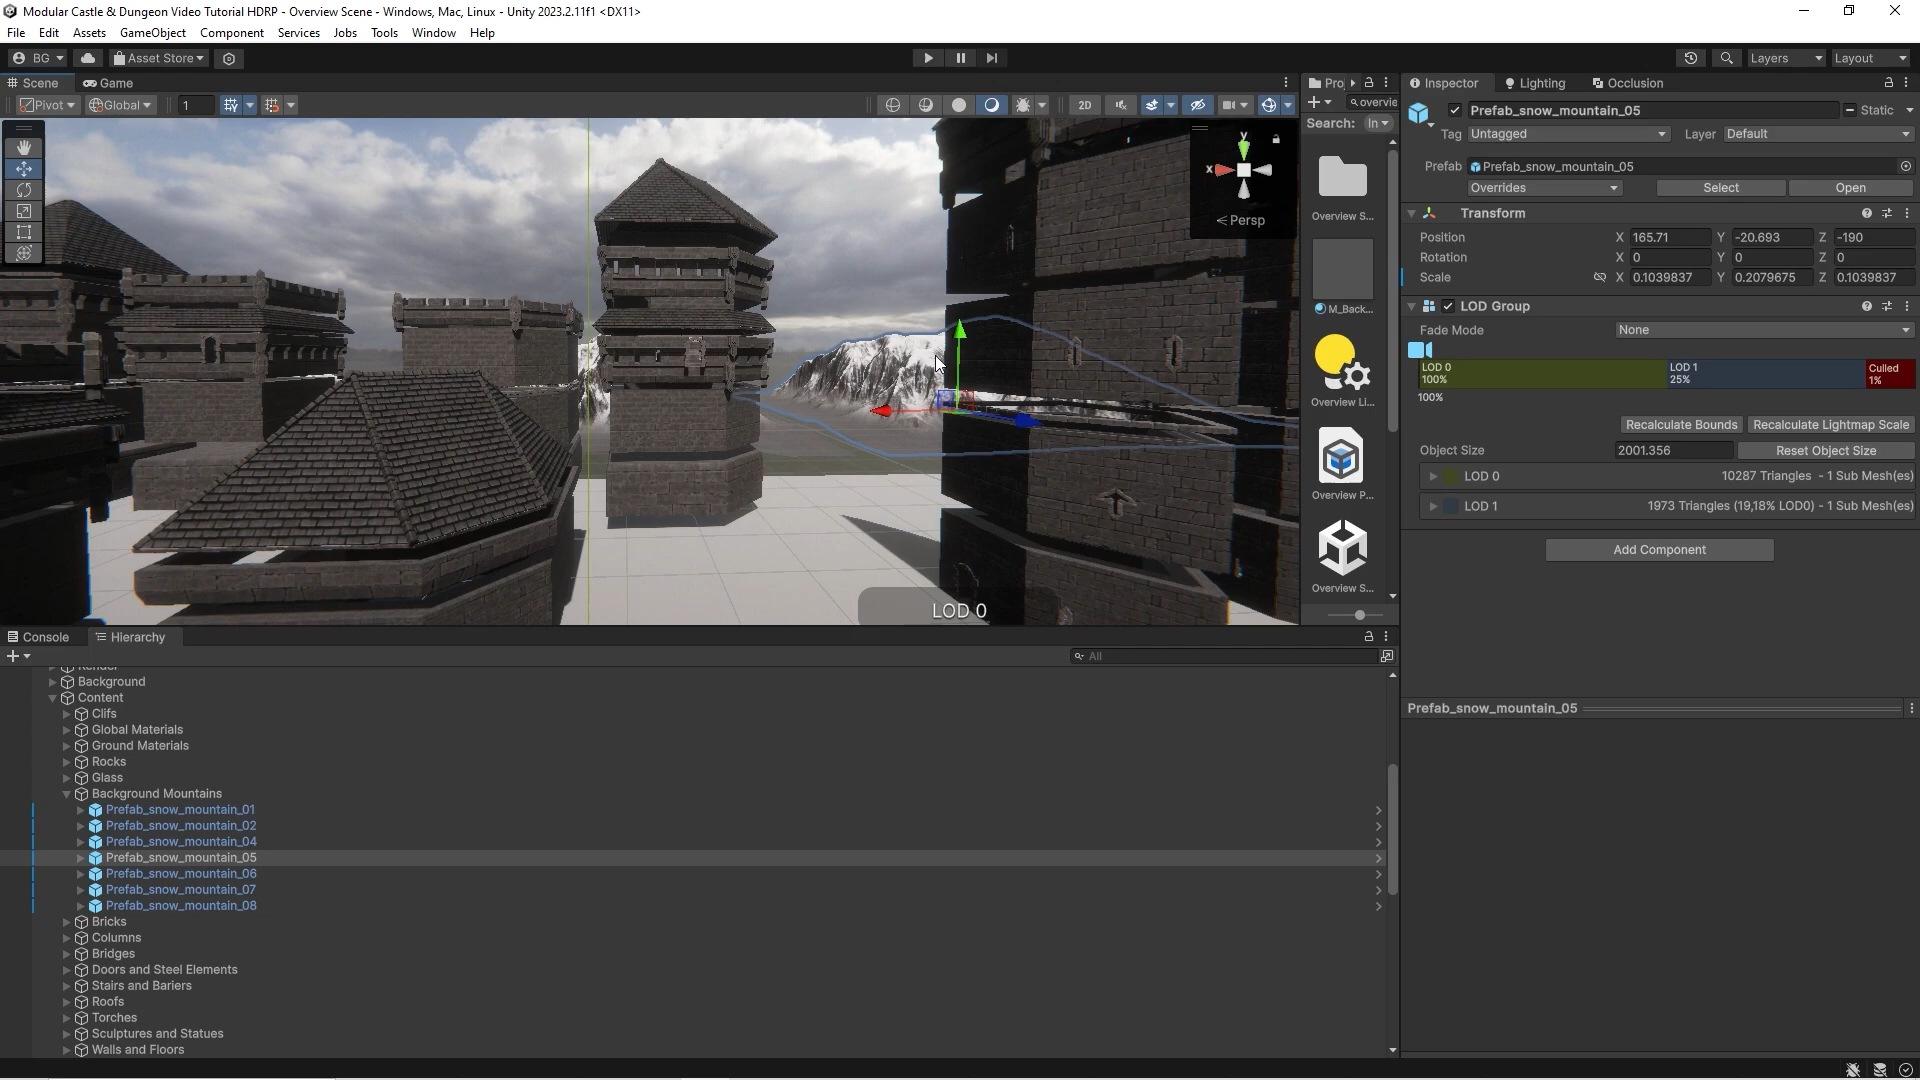 Modular Castle & Dungeon Video Tutorial HDRP - Overview Scene - Windows, Mac, Linux - Unity 2023.2.11f1 <DX11>
File Edit Assets GameObject Component Services Jobs Tools Window Help
BG Asset Store Layers Layout
Scene Game
Pivot Global 1 2D
Y
X
Persp
LOD 0
Pro
overvie
Search: In
Overview S...
M_Back...
Overview Li...
Overview P...
Overview S...
Inspector Lighting Occlusion
Prefab_snow_mountain_05 Static
Tag Untagged Layer Default
Prefab Prefab_snow_mountain_05
Overrides Select Open
Transform
Position X 165.71 Y -20.693 Z -190
Rotation X 0 Y 0 Z 0
Scale X 0.1039837 Y 0.2079675 Z 0.1039837
LOD Group
Fade Mode None
LOD 0 LOD 1 Culled
100% 25% 1%
100%
Recalculate Bounds Recalculate Lightmap Scale
Object Size 2001.356 Reset Object Size
LOD 0 10287 Triangles - 1 Sub Mesh(es)
LOD 1 1973 Triangles (19,18% LOD0) - 1 Sub Mesh(es)
Add Component
Prefab_snow_mountain_05
Console Hierarchy
All
Render
Background
Content
Clifs
Global Materials
Ground Materials
Rocks
Glass
Background Mountains
Prefab_snow_mountain_01
Prefab_snow_mountain_02
Prefab_snow_mountain_04
Prefab_snow_mountain_05
Prefab_snow_mountain_06
Prefab_snow_mountain_07
Prefab_snow_mountain_08
Bricks
Columns
Bridges
Doors and Steel Elements
Stairs and Bariers
Roofs
Torches
Sculptures and Statues
Walls and Floors